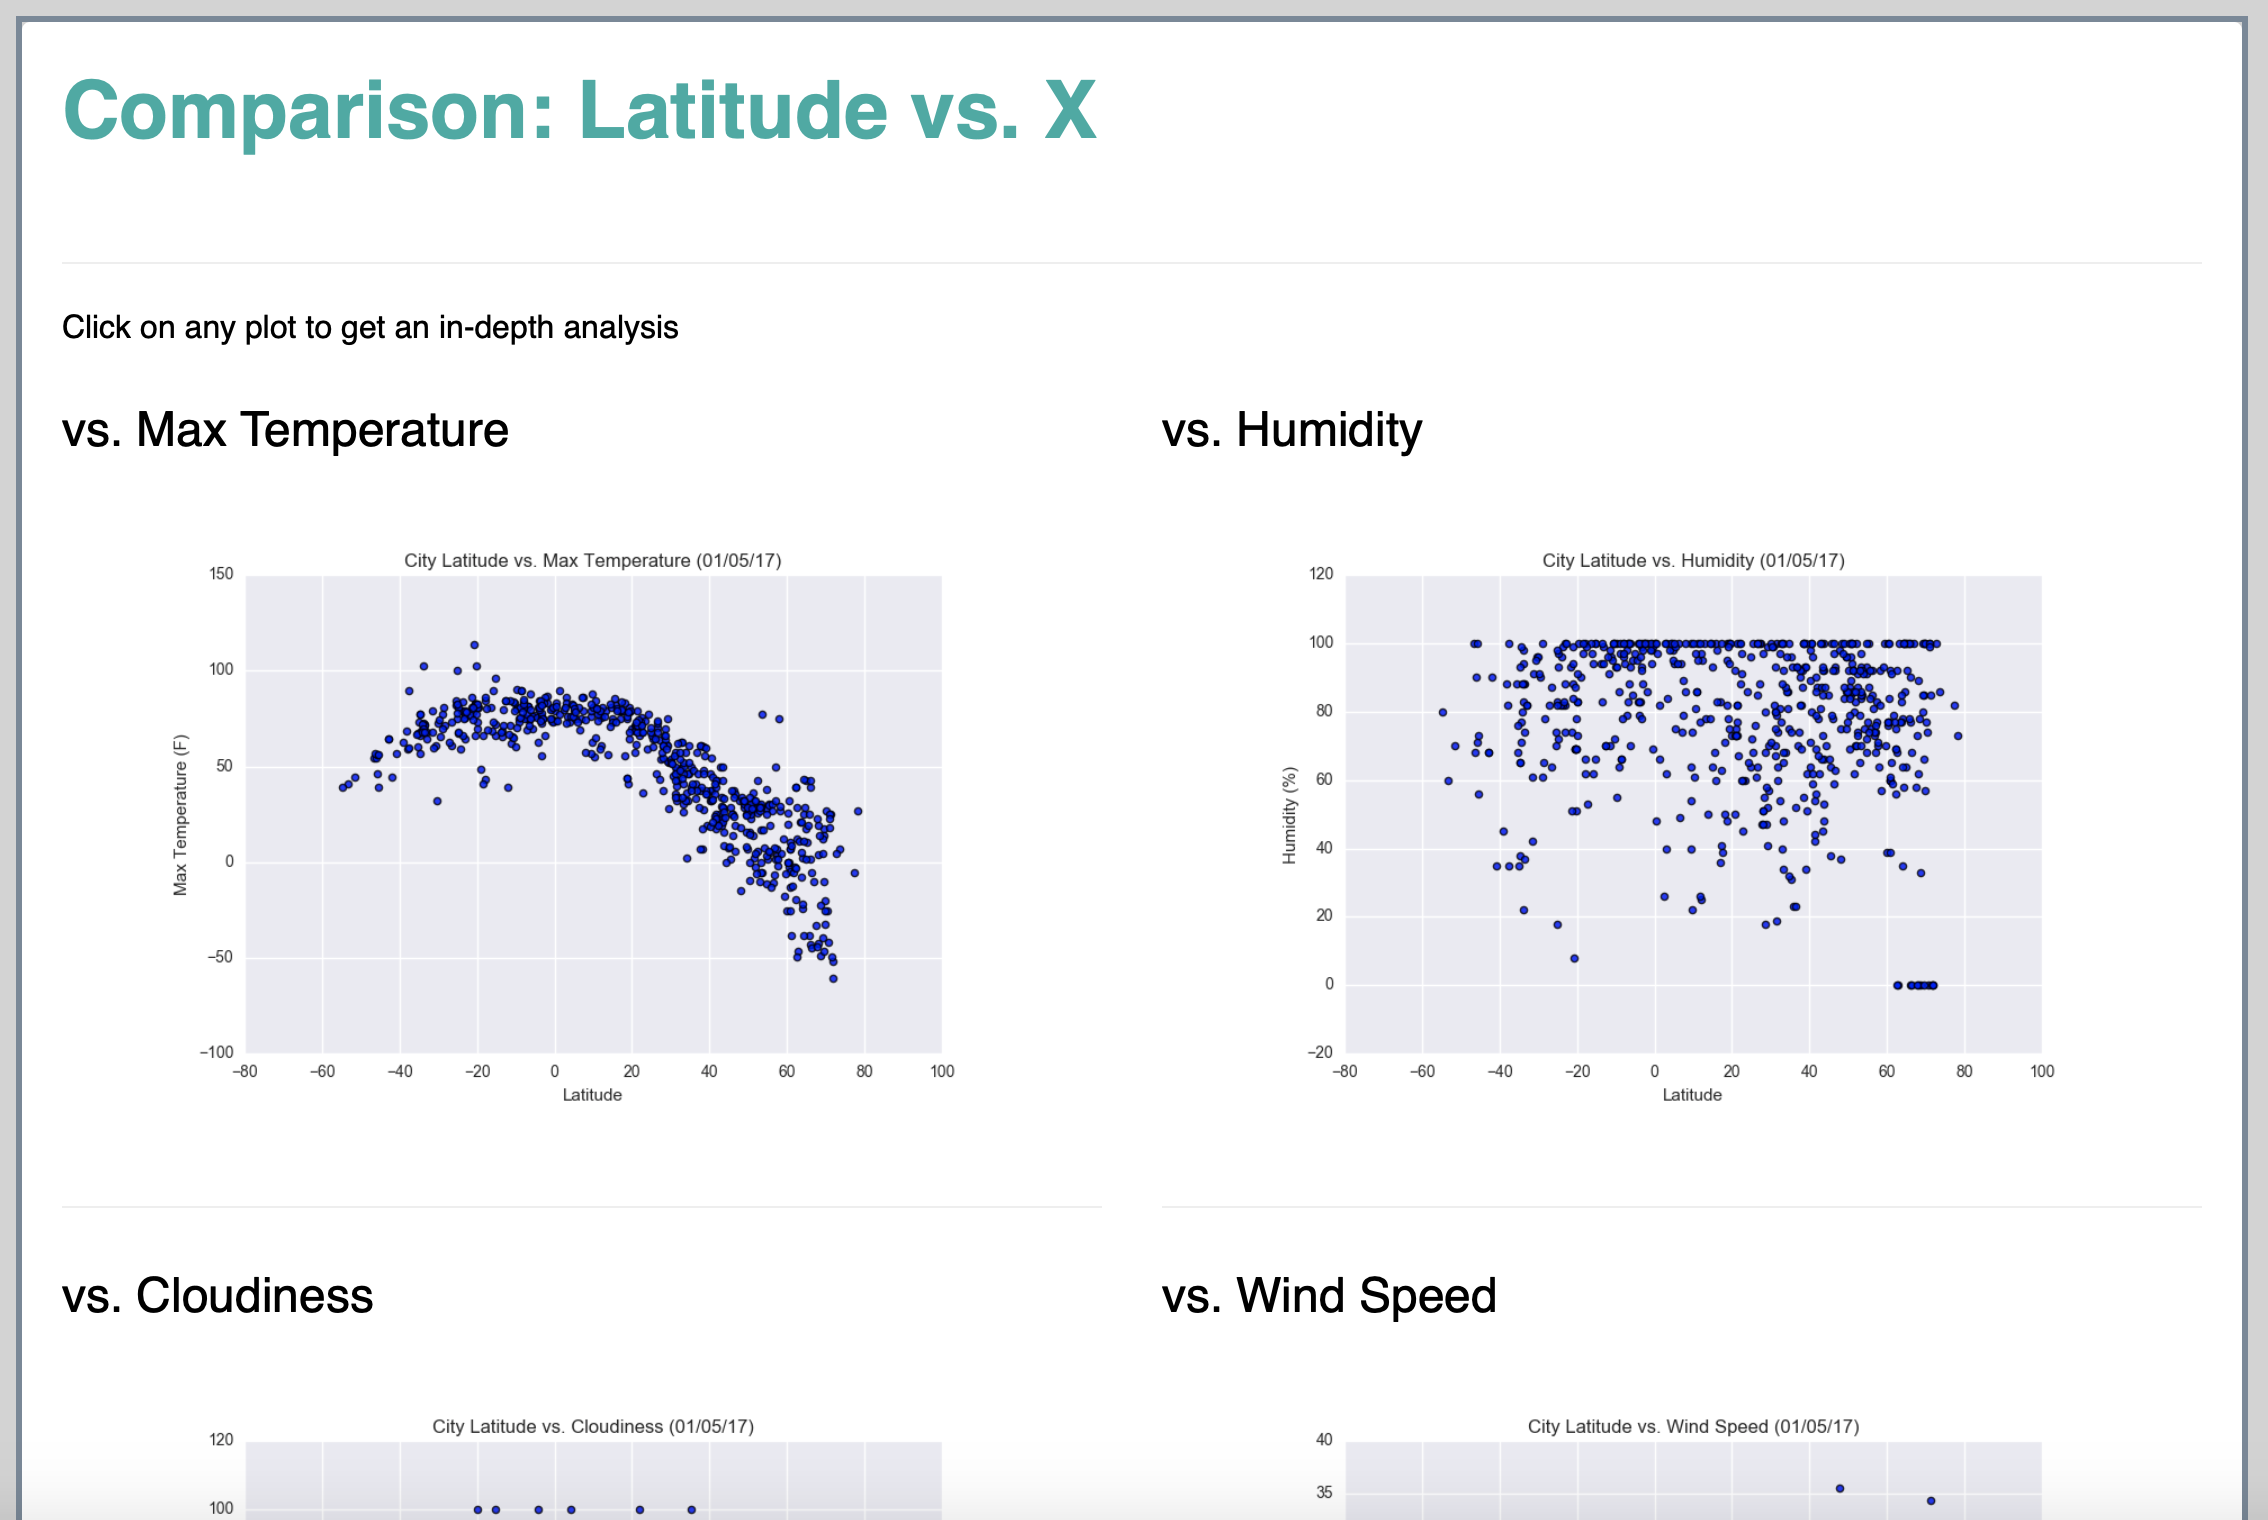 Comparison: Latitude vs. X
Click on any plot to get an in-depth analysis
vs. Max Temperature
City Latitude vs. Max Temperature (01/05/17)
150
100
50
0
−50
−100
Max Temperature (F)
−80 −60 −40 −20 0 20 40 60 80 100
Latitude
vs. Humidity
City Latitude vs. Humidity (01/05/17)
120
100
80
60
40
20
0
−20
Humidity (%)
−80 −60 −40 −20 0 20 40 60 80 100
Latitude
vs. Cloudiness
City Latitude vs. Cloudiness (01/05/17)
120
100
vs. Wind Speed
City Latitude vs. Wind Speed (01/05/17)
40
35